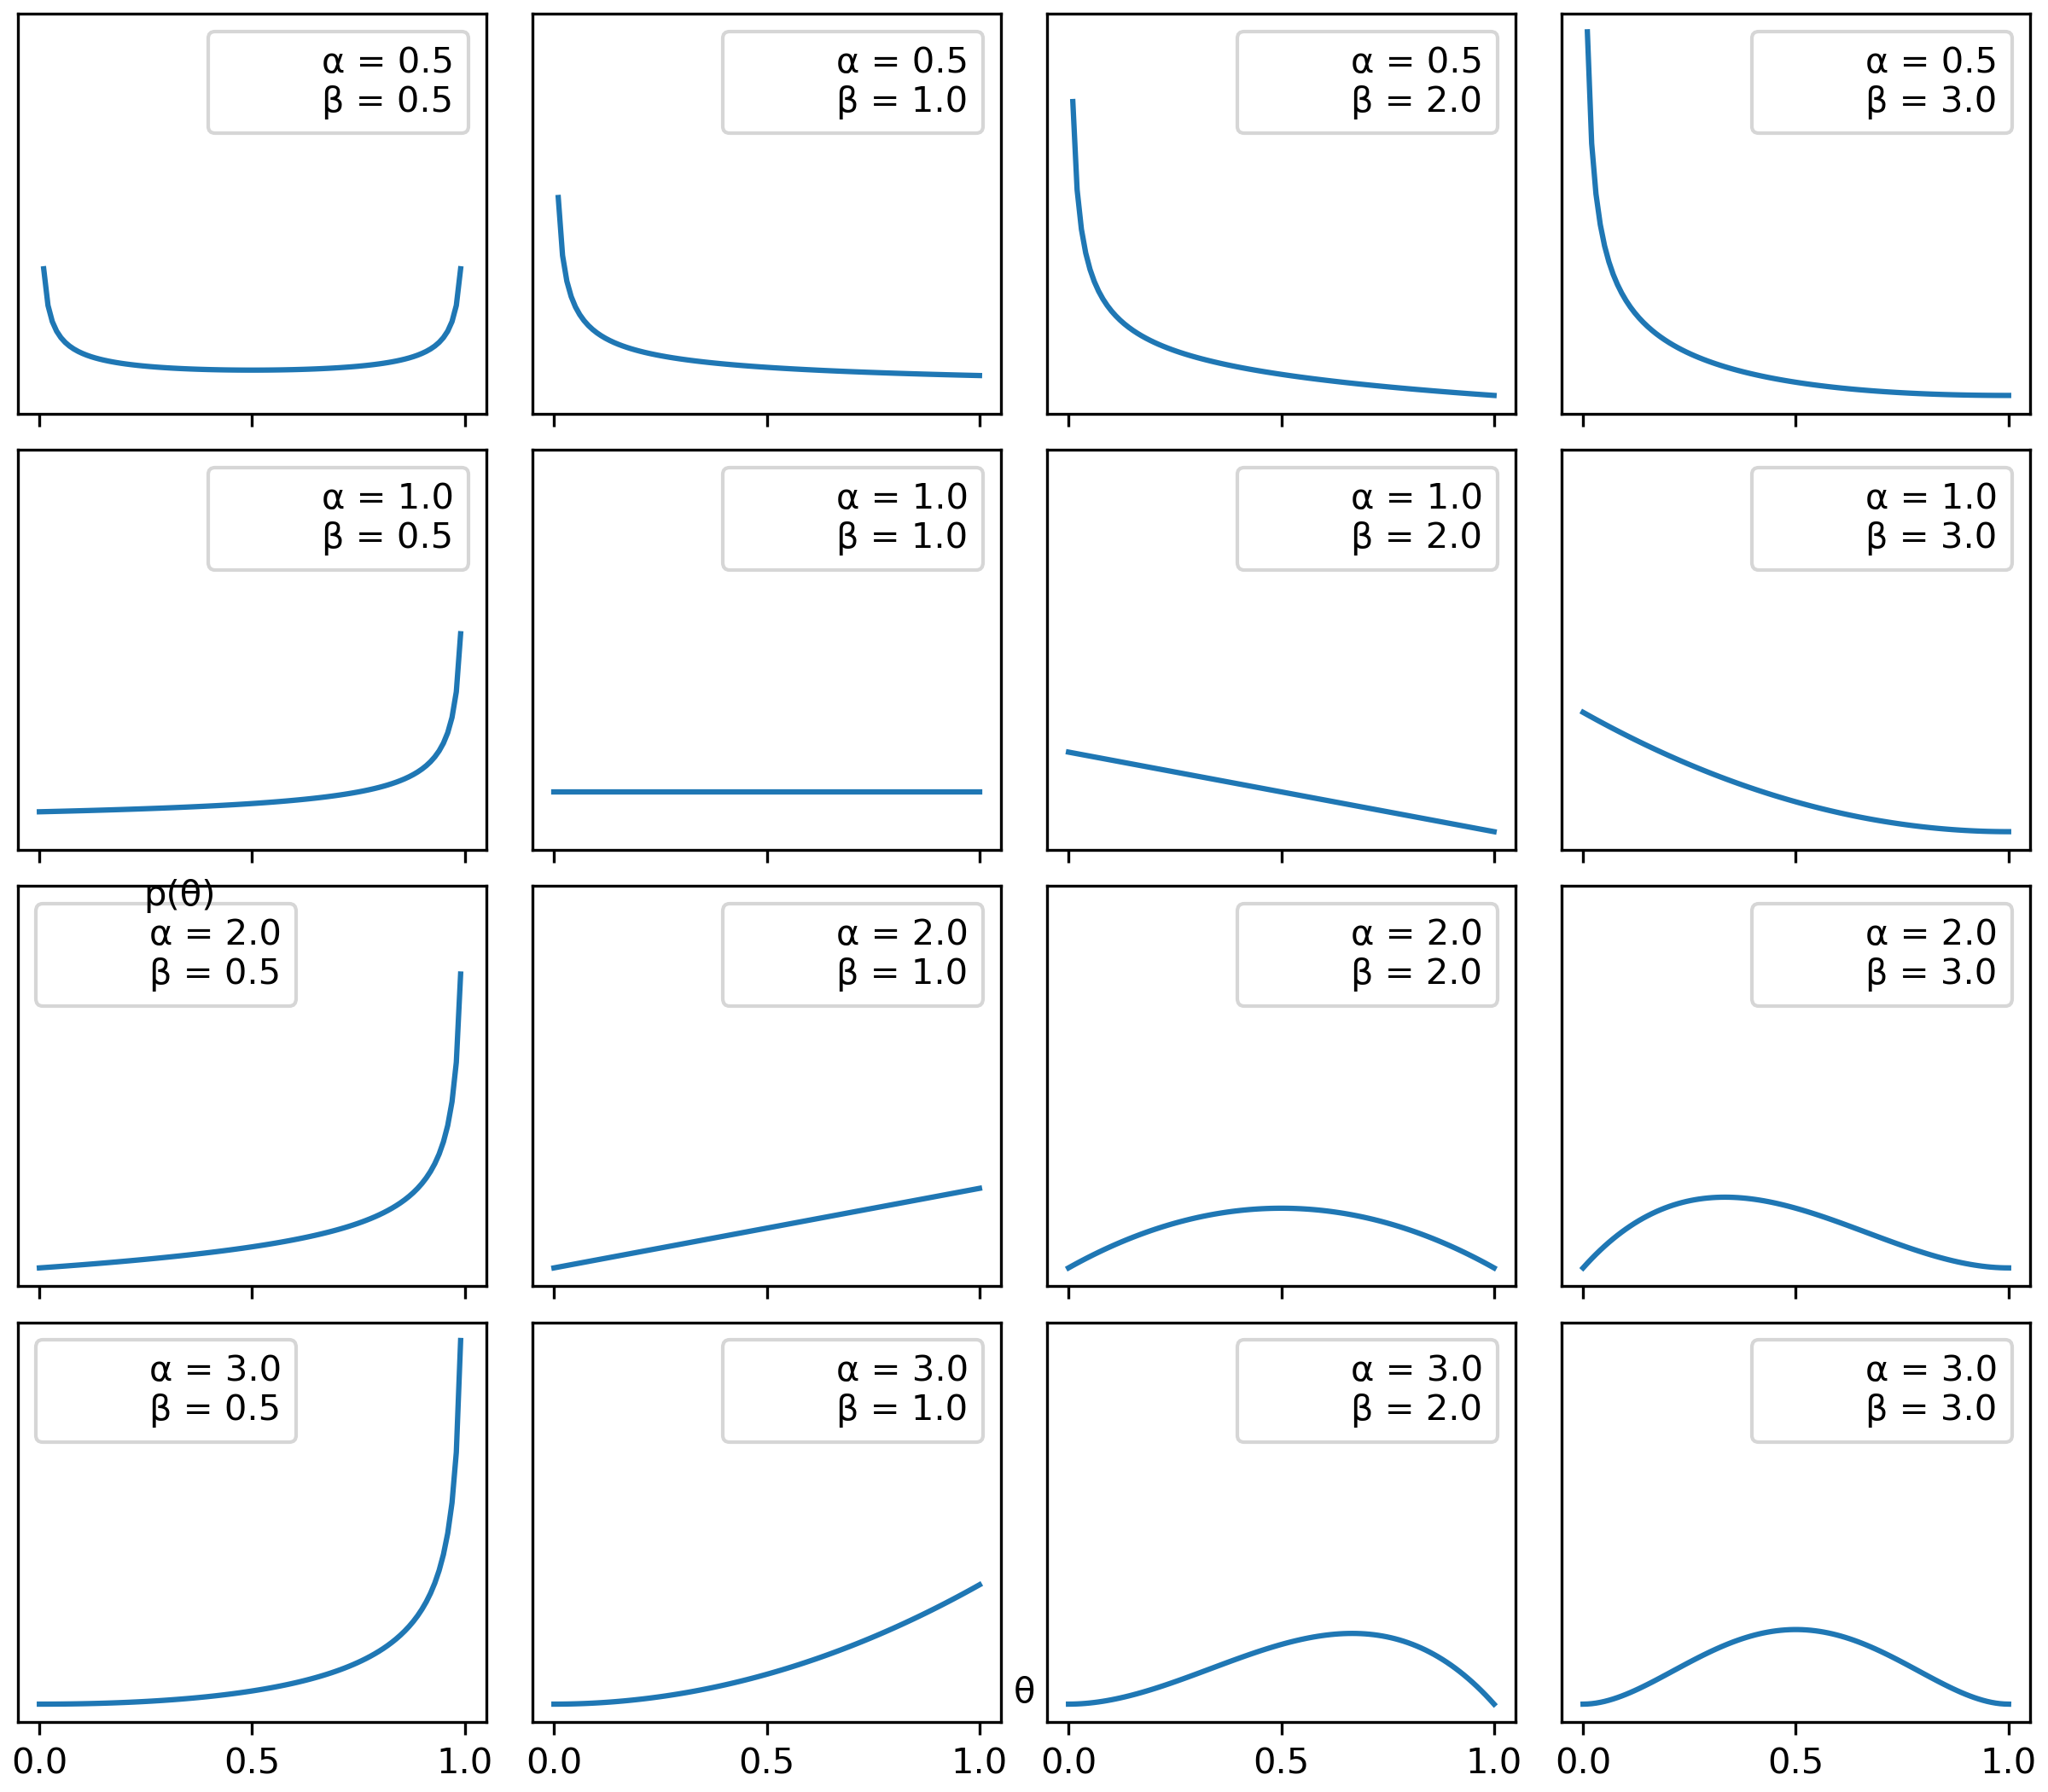 α = 0.5
β = 0.5
α = 0.5
β = 1.0
α = 0.5
β = 2.0
α = 0.5
β = 3.0
α = 1.0
β = 0.5
α = 1.0
β = 1.0
α = 1.0
β = 2.0
α = 1.0
β = 3.0
p(θ)
α = 2.0
β = 0.5
α = 2.0
β = 1.0
α = 2.0
β = 2.0
α = 2.0
β = 3.0
α = 3.0
β = 0.5
α = 3.0
β = 1.0
α = 3.0
β = 2.0
α = 3.0
β = 3.0
θ
0.0 0.5 1.0 0.0 0.5 1.0 0.0 0.5 1.0 0.0 0.5 1.0